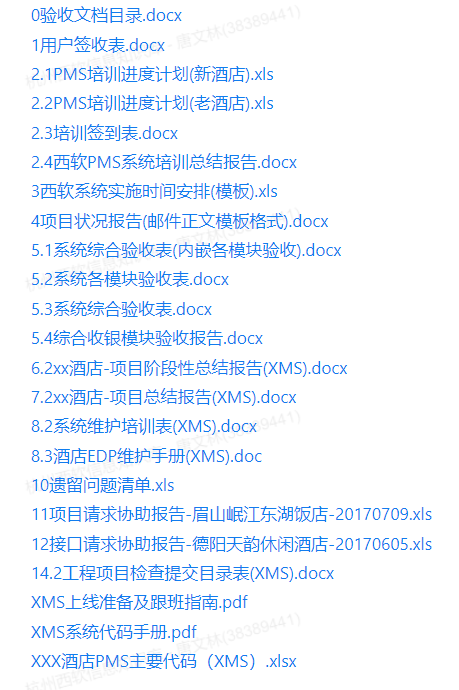 0验收文档目录.docx
1用户签收表.docx
2.1PMS培训进度计划(新酒店).xls
2.2PMS培训进度计划(老酒店).xls
2.3培训签到表.docx
2.4西软PMS系统培训总结报告.docx
3西软系统实施时间安排(模板).xls
4项目状况报告(邮件正文模板格式).docx
5.1系统综合验收表(内嵌各模块验收).docx
5.2系统各模块验收表.docx
5.3系统综合验收表.docx
5.4综合收银模块验收报告.docx
6.2xx酒店-项目阶段性总结报告(XMS).docx
7.2xx酒店-项目总结报告(XMS).docx
8.2系统维护培训表(XMS).docx
8.3酒店EDP维护手册(XMS).doc
10遗留问题清单.xls
11项目请求协助报告-眉山岷江东湖饭店-20170709.xls
12接口请求协助报告-德阳天韵休闲酒店-20170605.xls
14.2工程项目检查提交目录表(XMS).docx
XMS上线准备及跟班指南.pdf
XMS系统代码手册.pdf
XXX酒店PMS主要代码（XMS）.xlsx